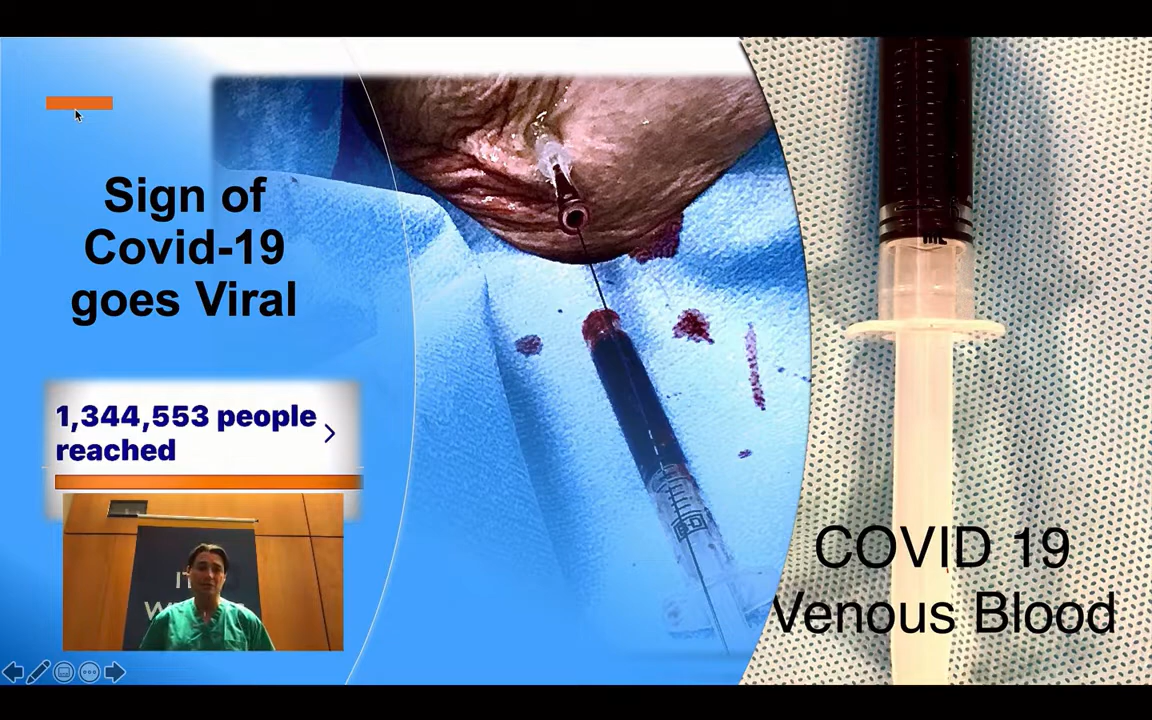 Sign of
Covid-19
goes Viral
1,344,553 people
reached
COVID 19
Venous Blood